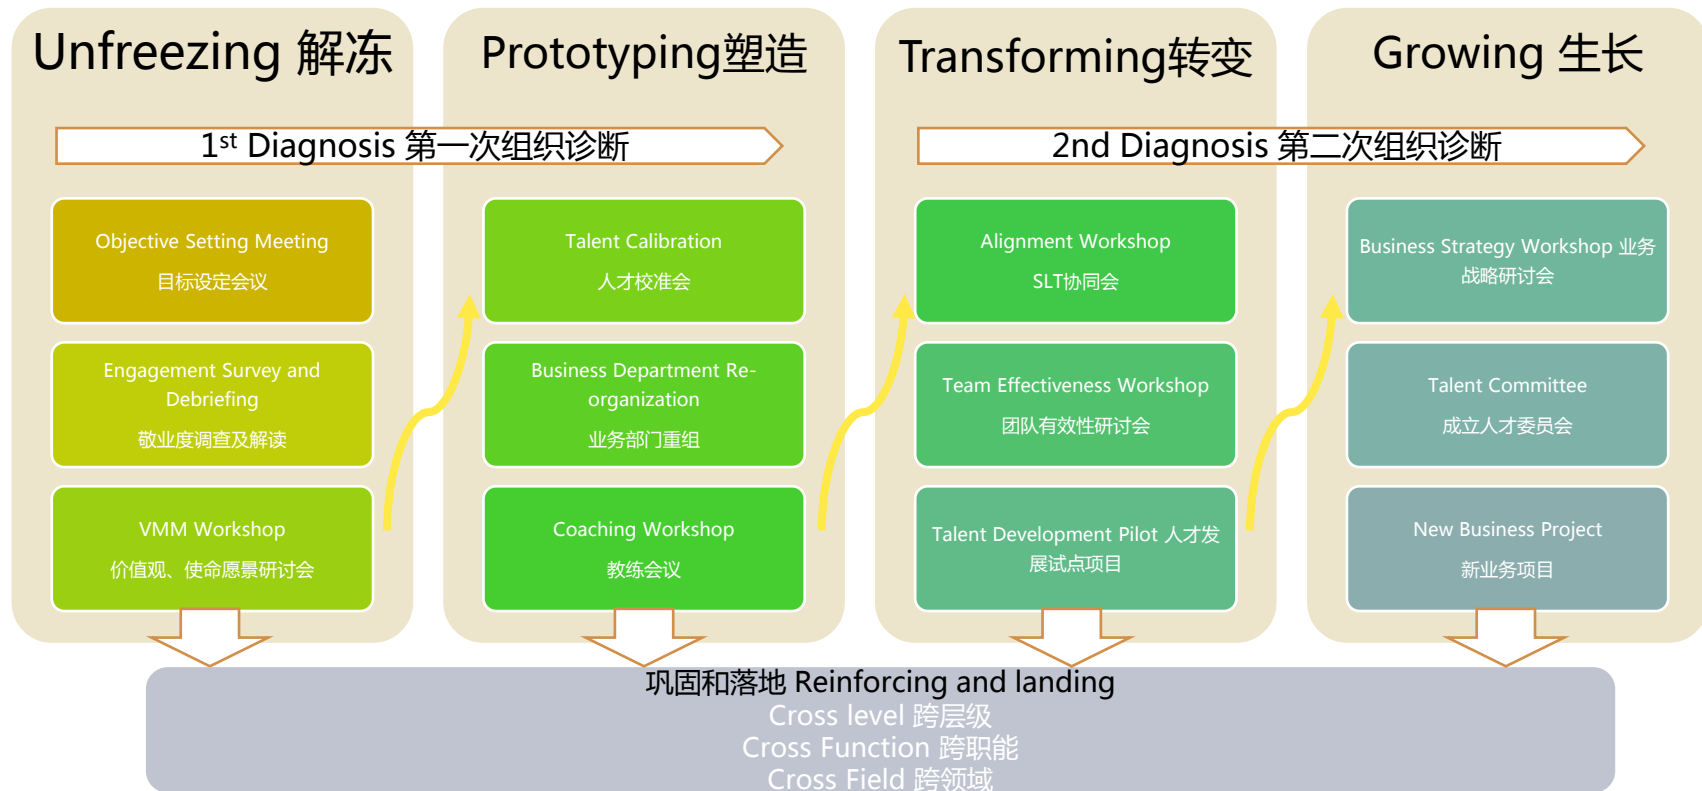 Unfreezing 解冻
Prototyping塑造
Transforming转变
Growing 生长
1st Diagnosis 第一次组织诊断
2nd Diagnosis 第二次组织诊断
Objective Setting Meeting
目标设定会议
Engagement Survey and
Debriefing
敬业度调查及解读
VMM Workshop
价值观、使命愿景研讨会
Talent Calibration
人才校准会
Business Department Re-
organization
业务部门重组
Coaching Workshop
教练会议
Alignment Workshop
SLT协同会
Team Effectiveness Workshop
团队有效性研讨会
Talent Development Pilot 人才发
展试点项目
Business Strategy Workshop 业务
战略研讨会
Talent Committee
成立人才委员会
New Business Project
新业务项目
巩固和落地 Reinforcing and landing
Cross level 跨层级
Cross Function 跨职能
Cross Field 跨领域